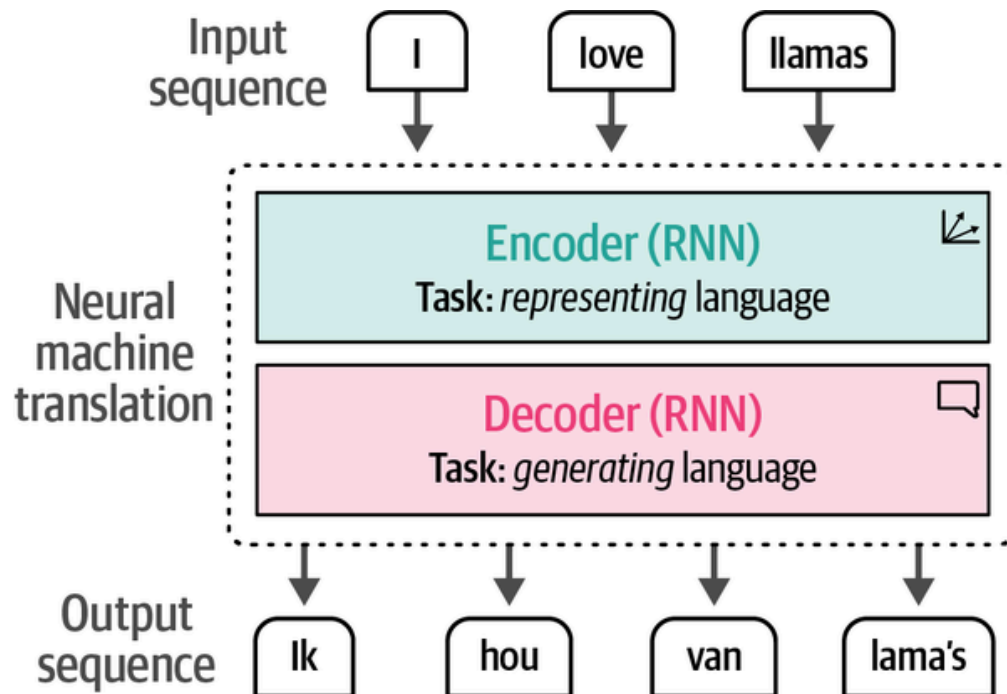 Input
sequence
I love llamas
Neural
machine
translation
Encoder (RNN)
Task: representing language
Decoder (RNN)
Task: generating language
Output
sequence
Ik hou van lama's